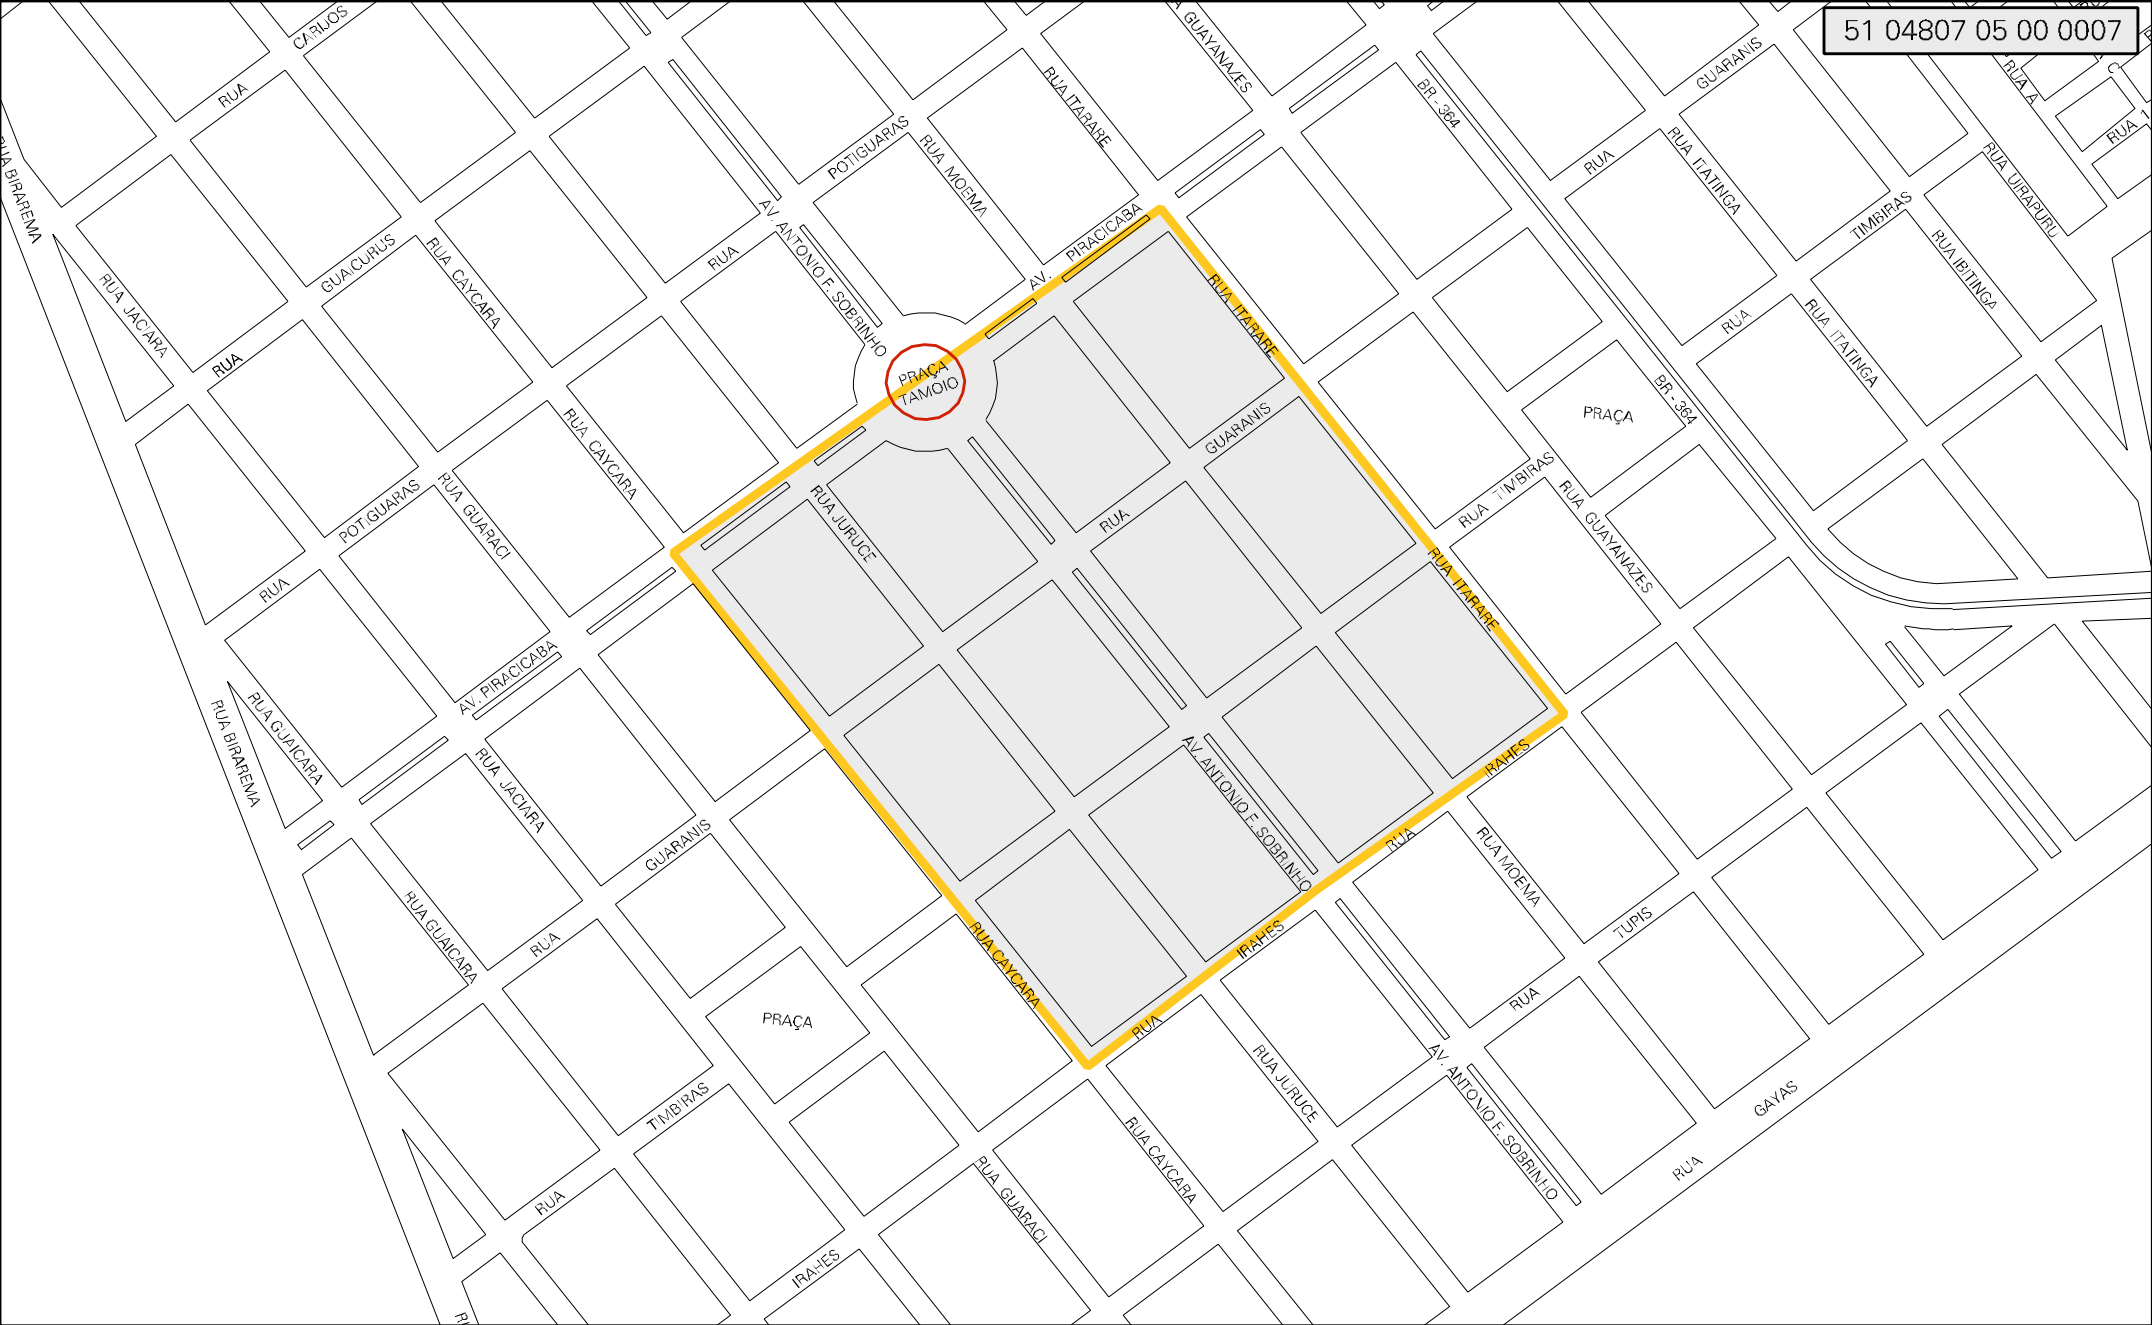 51 04807 05 00 0007
CARIJOS
RUA
GUAYANAZES
RUA ITARARE
BR - 364
GUARANIS
RUA
RUA A
RUA 1
RUA BIRAREMA
POTIGUARAS
RUA MOEMA
RUA ITATINGA
RUA UIRAPURU
TIMBIRAS
RUA
RUA IBITINGA
GUAICURUS
RUA
RUA CAYCARA
RUA
AV. ANTONIO F. SOBRINHO
AV. PIRACICABA
RUA JACIARA
RUA ITARARE
RUA ITATINGA
PRAÇA
TAMOIO
BR - 364
PRAÇA
RUA CAYCARA
GUARANIS
RUA
POTIGUARAS
RUA
RUA GUARACI
RUA JURUCE
RUA TIMBIRAS
RUA GUAYANAZES
RUA ITARARE
AV. PIRACICABA
RUA GUAICARA
RUA BIRAREMA
RUA JACIARA
AV. ANTONIO F. SOBRINHO
IRAHES
RUA
GUARANIS
RUA
RUA MOEMA
RUA GUAICARA
RUA CAYCARA
IRAHES
RUA
TUPIS
RUA
PRAÇA
TIMBIRAS
RUA
RUA JURUCE
AV. ANTONIO F. SOBRINHO
GAYAS
RUA
RUA CAYCARA
RUA GUARACI
IRAHES